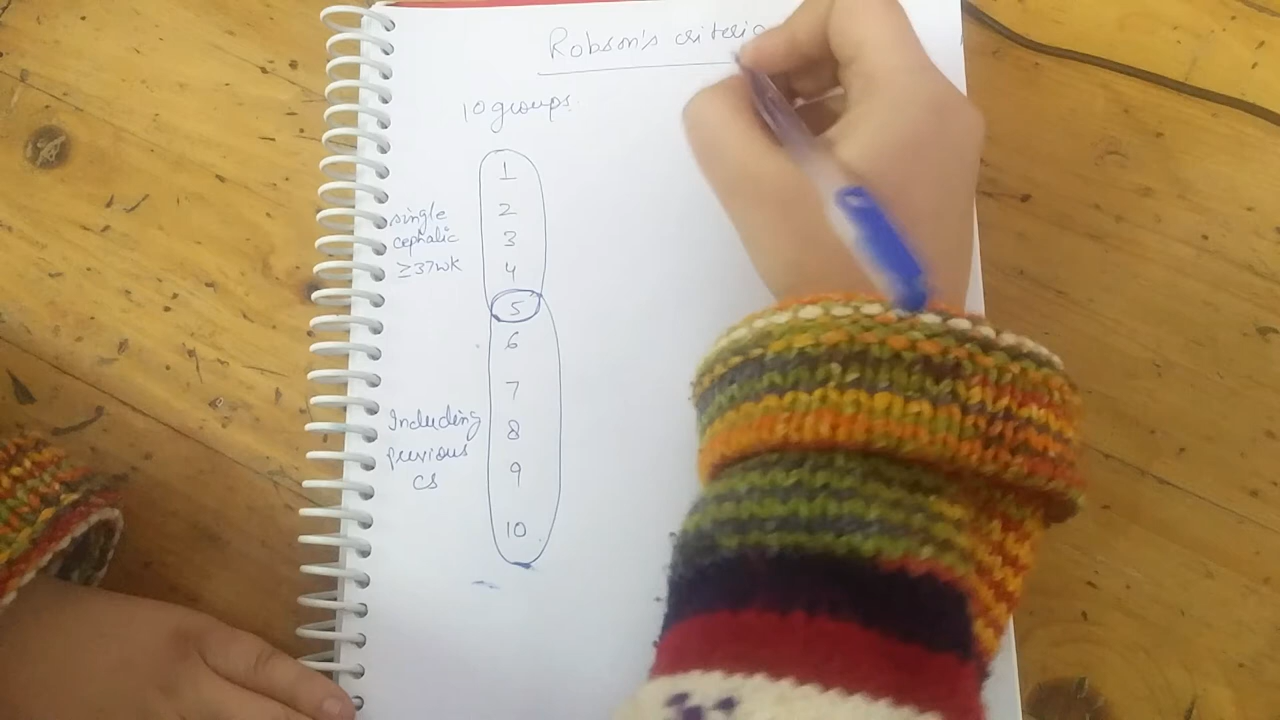 Robson's criteria
10 groups
1
2
3
4
5
6
7
8
9
10
single
cephalic
≥37wk
Including
previous
CS